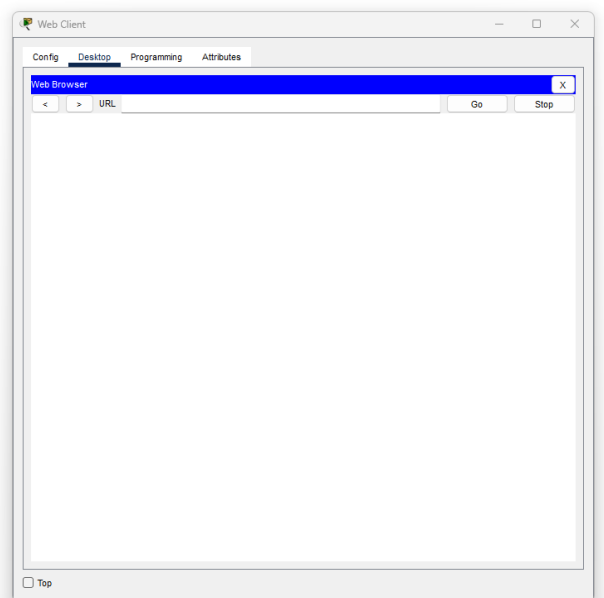 Web Client
Config Desktop Programming Attributes
Web Browser X
< > URL Go Stop
Top